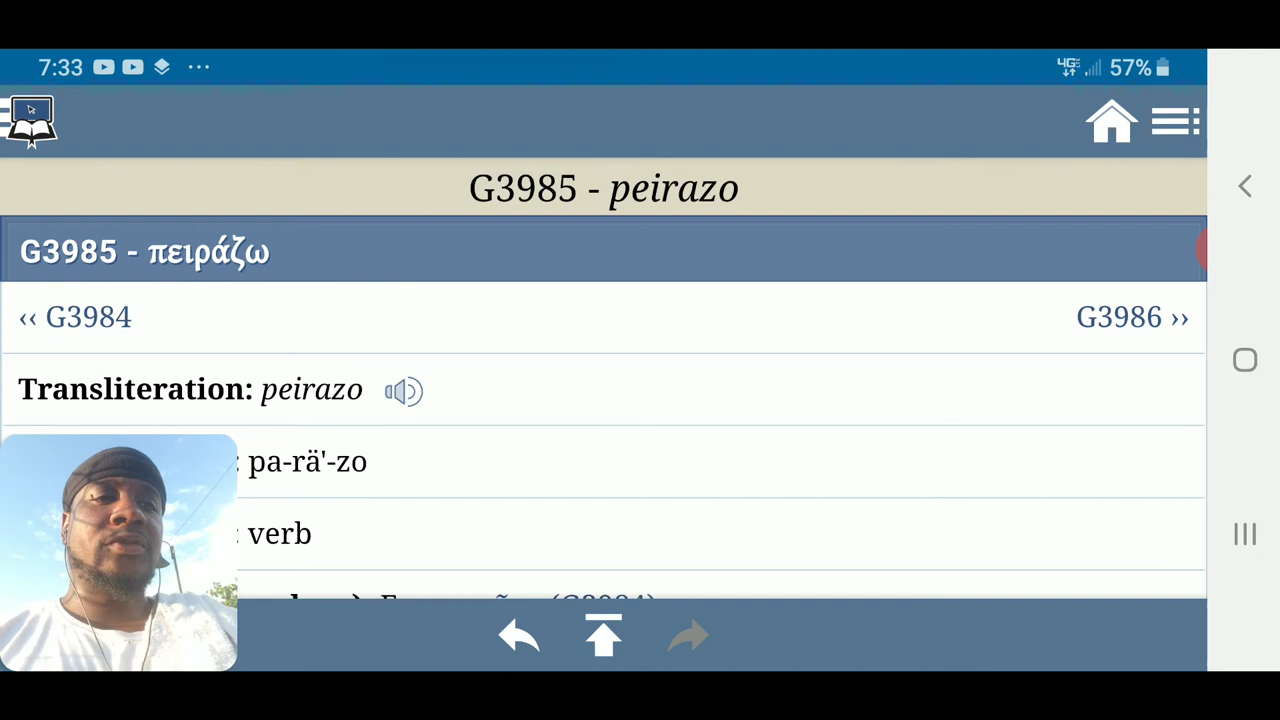 7:33 ... 4G 57%
G3985 - peirazo
G3985 - πειράζω
‹‹ G3984
G3986 ››
Transliteration: peirazo
: pa-rä'-zo
: verb